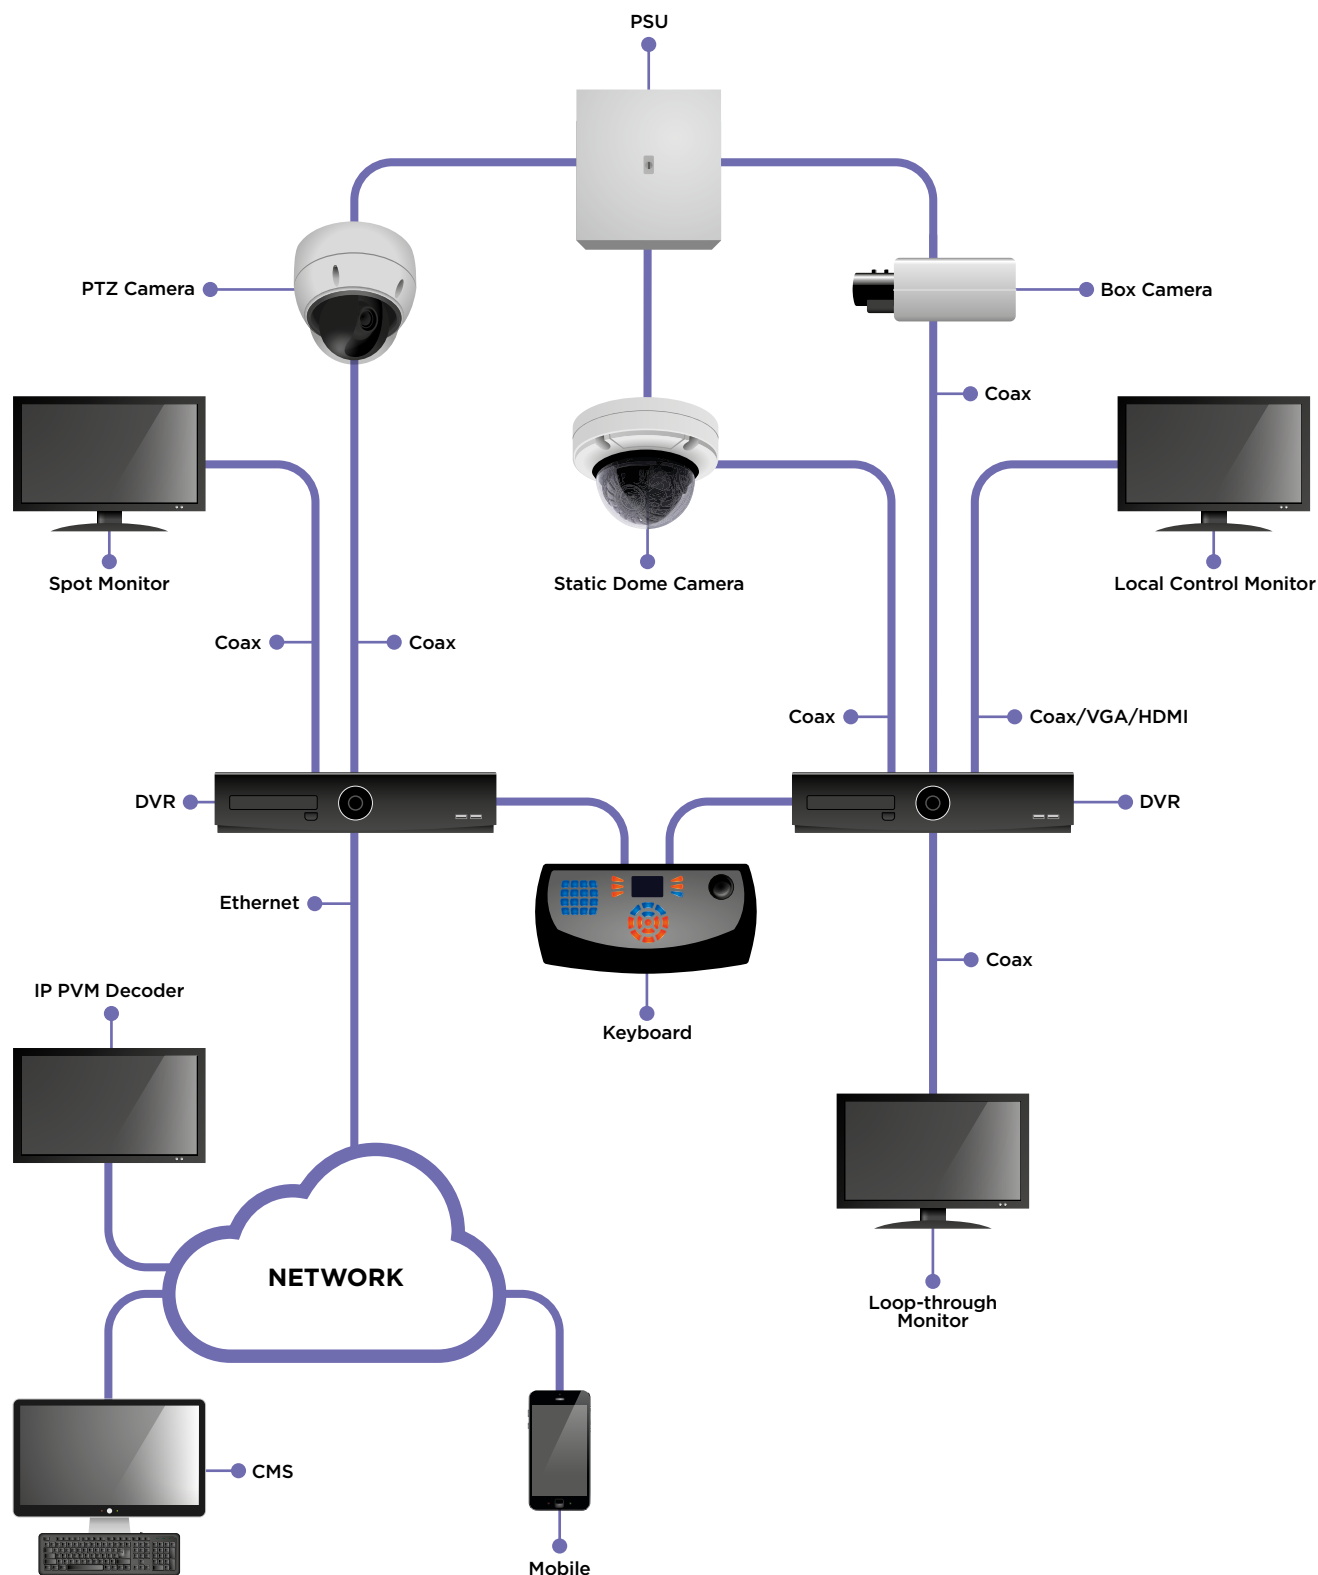 PSU
PTZ Camera
Box Camera
Coax
Spot Monitor
Static Dome Camera
Local Control Monitor
Coax
Coax
Coax
Coax/VGA/HDMI
DVR
DVR
Ethernet
Coax
IP PVM Decoder
Keyboard
NETWORK
Loop-through
Monitor
CMS
Mobile